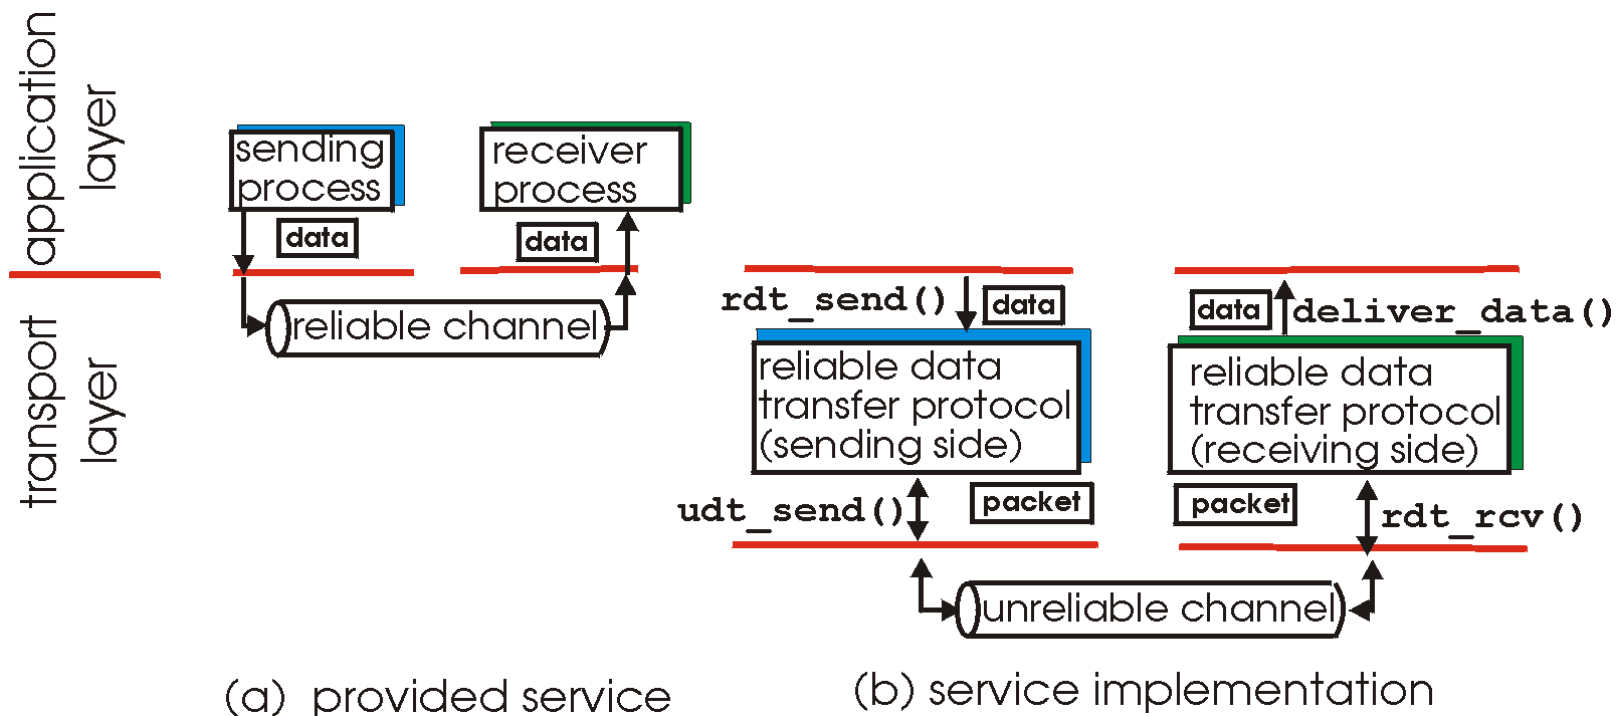 application
layer
transport
layer
sending
process
receiver
process
data
data
reliable channel
(a) provided service
rdt_send()
data
data
deliver_data()
reliable data
transfer protocol
(sending side)
reliable data
transfer protocol
(receiving side)
udt_send()
packet
packet
rdt_rcv()
unreliable channel
(b) service implementation